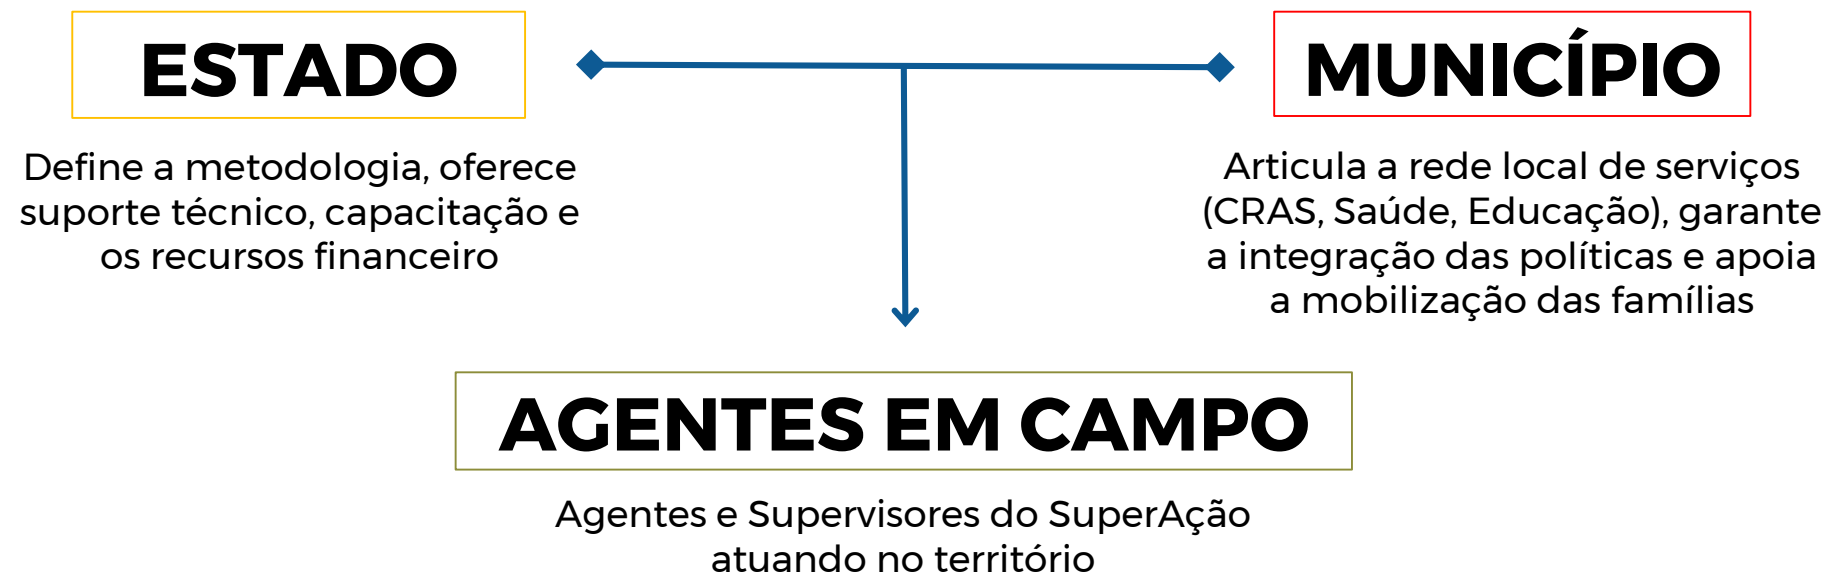 ESTADO
Define a metodologia, oferece
suporte técnico, capacitação e
os recursos financeiro
MUNICÍPIO
Articula a rede local de serviços
(CRAS, Saúde, Educação), garante
a integração das políticas e apoia
a mobilização das famílias
AGENTES EM CAMPO
Agentes e Supervisores do SuperAção
atuando no território